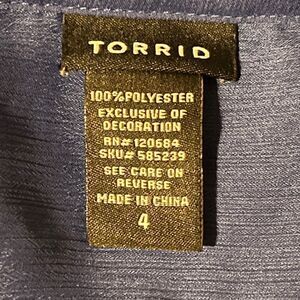 TORRID
100%POLYESTER
EXCLUSIVE OF
DECORATION
RN# 120684
SKU# 585239
SEE CARE ON
REVERSE
MADE IN CHINA
4